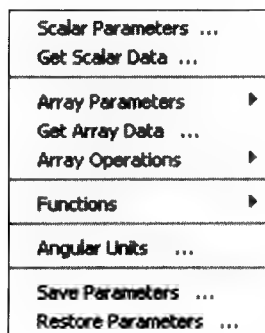 Scalar Parameters ...
Get Scalar Data ...
Array Parameters
Get Array Data ...
Array Operations
Functions
Angular Units ...
Save Parameters ...
Restore Parameters ...